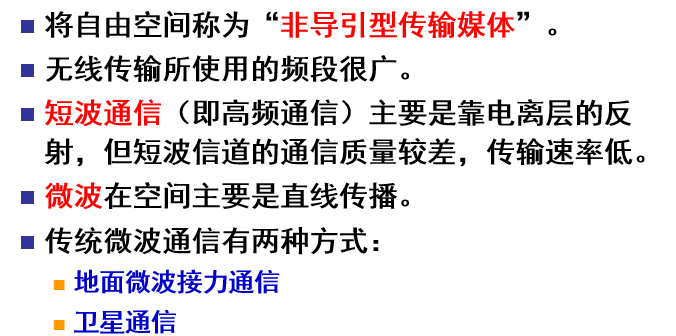 将自由空间称为“非导引型传输媒体”。
无线传输所使用的频段很广。
短波通信（即高频通信）主要是靠电离层的反
射，但短波信道的通信质量较差，传输速率低。
微波在空间主要是直线传播。
传统微波通信有两种方式：
地面微波接力通信
卫星通信